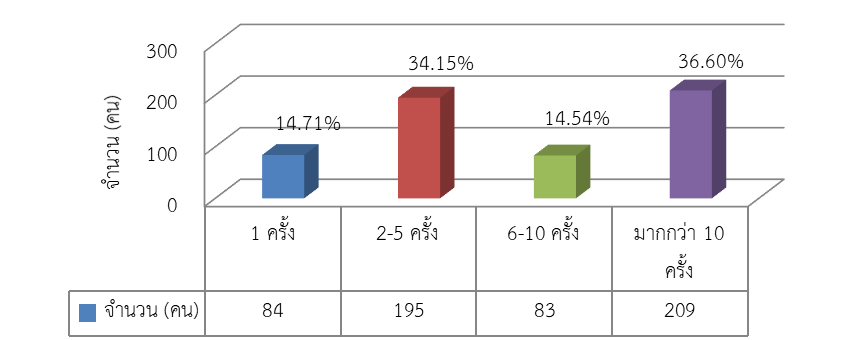 300
200
100
0
จำนวน (คน)
14.71%
34.15%
14.54%
36.60%
1 ครั้ง
2-5 ครั้ง
6-10 ครั้ง
มากกว่า 10
ครั้ง
จำนวน (คน)
84
195
83
209